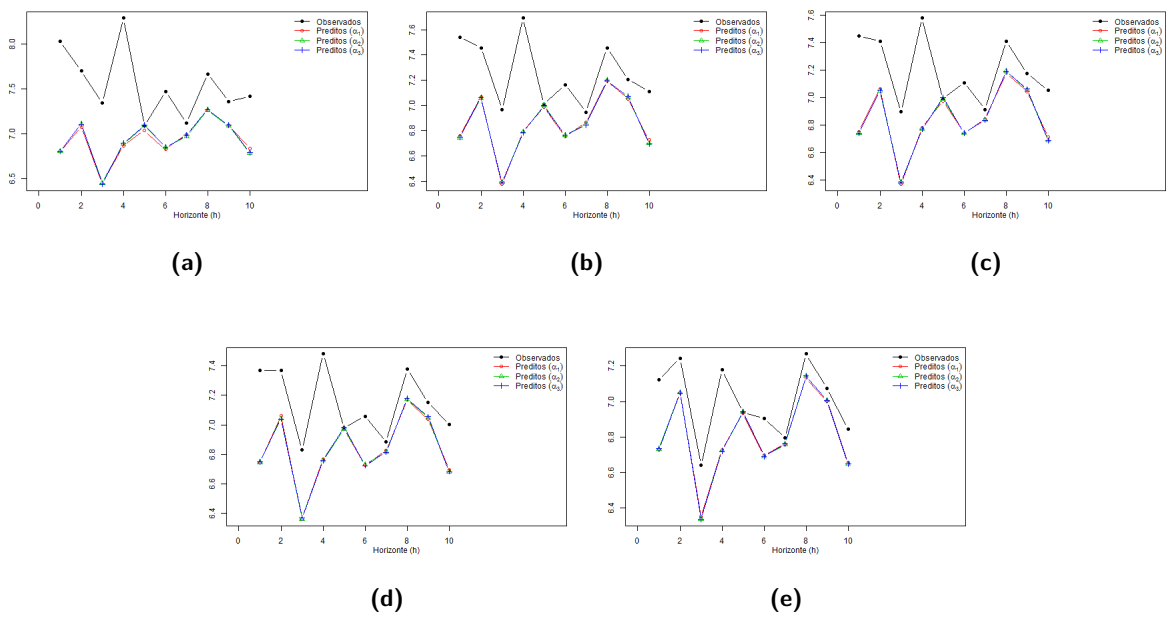 Observados
Preditos (α₁)
Preditos (α₂)
Preditos (α₃)
8.0
7.5
7.0
6.5
0 2 4 6 8 10
Horizonte (h)
(a)
Observados
Preditos (α₁)
Preditos (α₂)
Preditos (α₃)
7.6
7.4
7.2
7.0
6.8
6.6
6.4
0 2 4 6 8 10
Horizonte (h)
(b)
Observados
Preditos (α₁)
Preditos (α₂)
Preditos (α₃)
7.6
7.4
7.2
7.0
6.8
6.6
6.4
0 2 4 6 8 10
Horizonte (h)
(c)
Observados
Preditos (α₁)
Preditos (α₂)
Preditos (α₃)
7.4
7.2
7.0
6.8
6.6
6.4
0 2 4 6 8 10
Horizonte (h)
(d)
Observados
Preditos (α₁)
Preditos (α₂)
Preditos (α₃)
7.2
7.0
6.8
6.6
6.4
0 2 4 6 8 10
Horizonte (h)
(e)